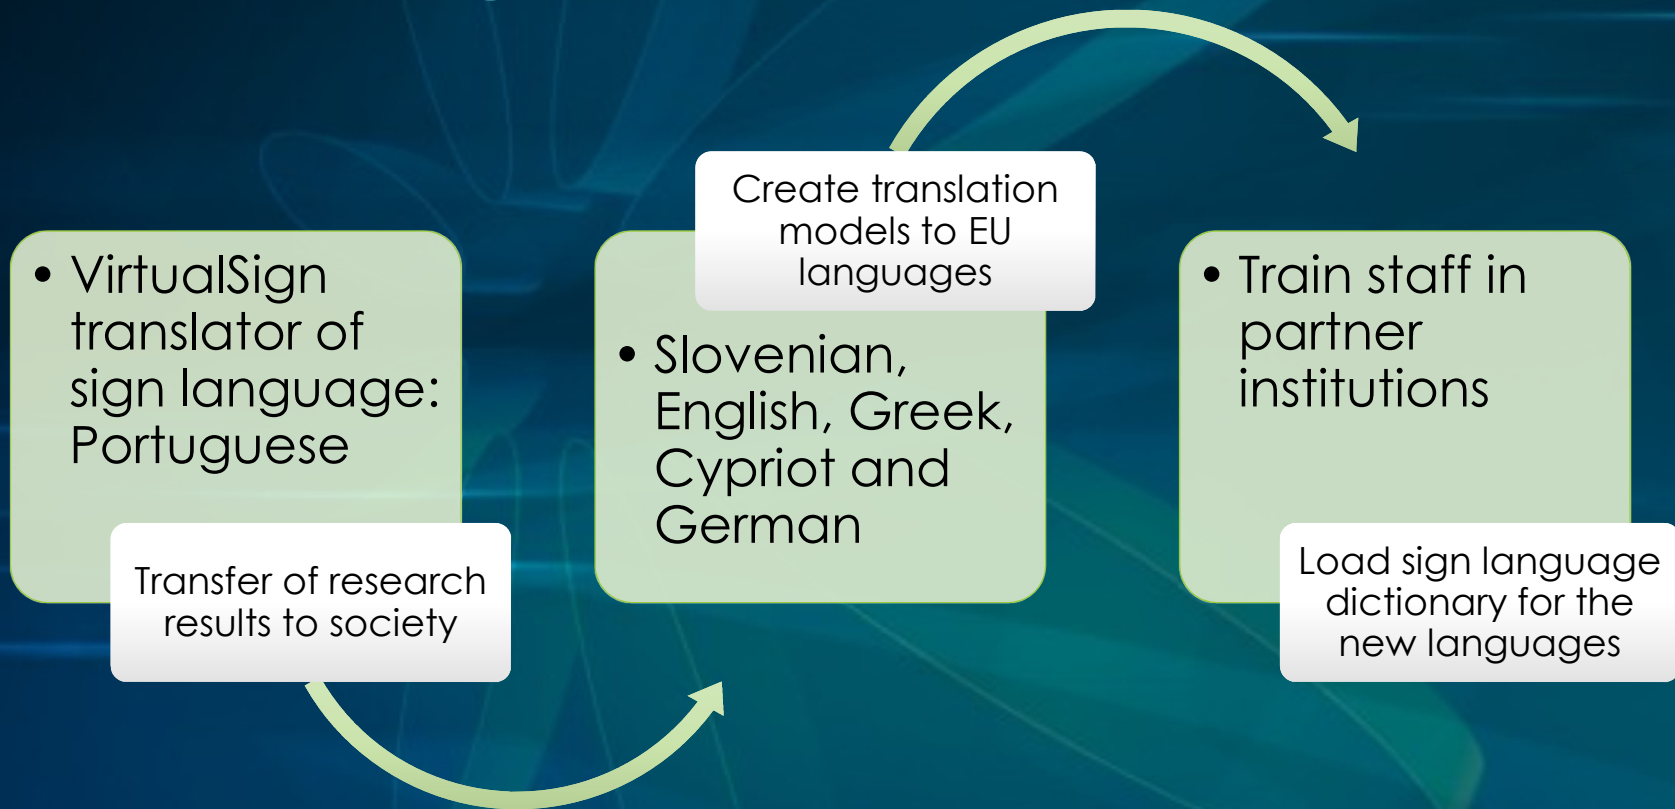 • VirtualSign
translator of
sign language:
Portuguese
Transfer of research
results to society
Create translation
models to EU
languages
• Slovenian,
English, Greek,
Cypriot and
German
• Train staff in
partner
institutions
Load sign language
dictionary for the
new languages